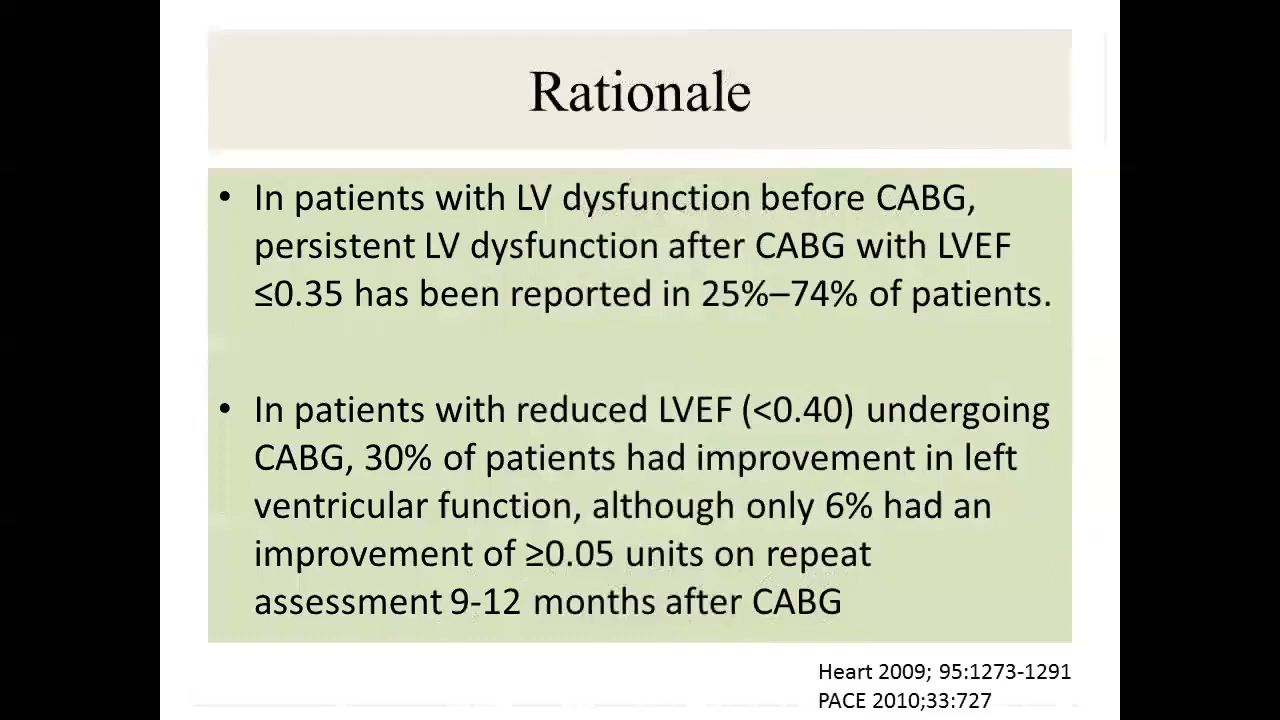 Rationale
• In patients with LV dysfunction before CABG,
persistent LV dysfunction after CABG with LVEF
≤0.35 has been reported in 25%–74% of patients.
• In patients with reduced LVEF (<0.40) undergoing
CABG, 30% of patients had improvement in left
ventricular function, although only 6% had an
improvement of ≥0.05 units on repeat
assessment 9-12 months after CABG
Heart 2009; 95:1273-1291
PACE 2010;33:727